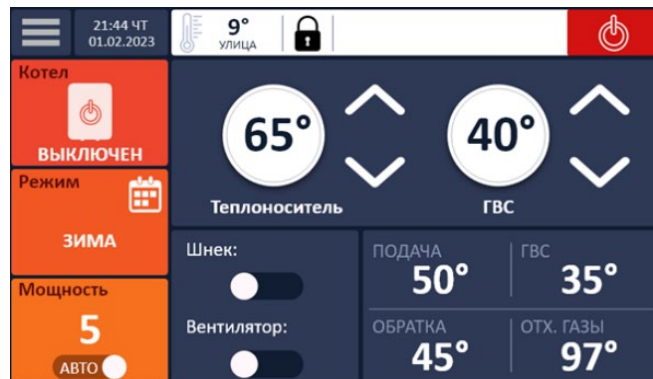 21:44 ЧТ
01.02.2023
9°
УЛИЦА
Котел
ВЫКЛЮЧЕН
65°
Теплоноситель
40°
ГВС
Режим
ЗИМА
Шнек:
Вентилятор:
ПОДАЧА
50°
ГВС
35°
ОБРАТКА
45°
ОТХ. ГАЗЫ
97°
Мощность
5
АВТО